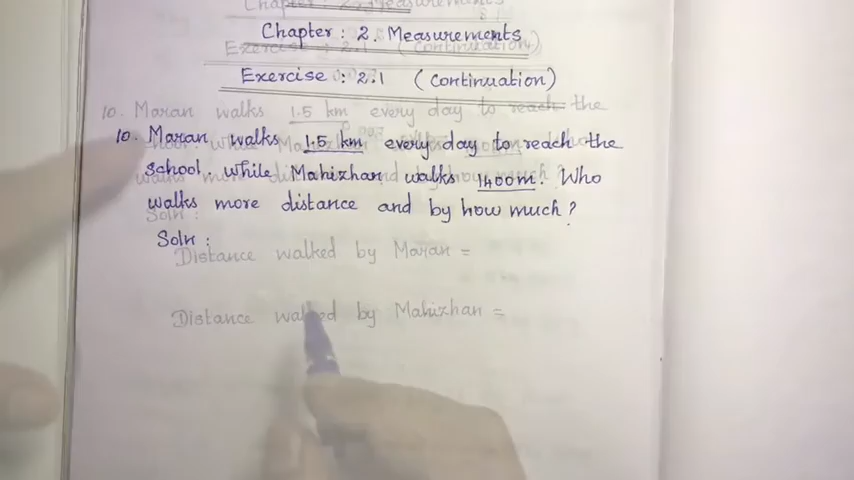 Chapter : 2. Measurements
Exercise : 2.1 (Continuation)
10. Maran walks 1.5 km every day to reach the
school, while Mahizhan walks 1400m. Who
walks more distance and by how much?
Soln :
Distance walked by Maran =
Distance walked by Mahizhan =